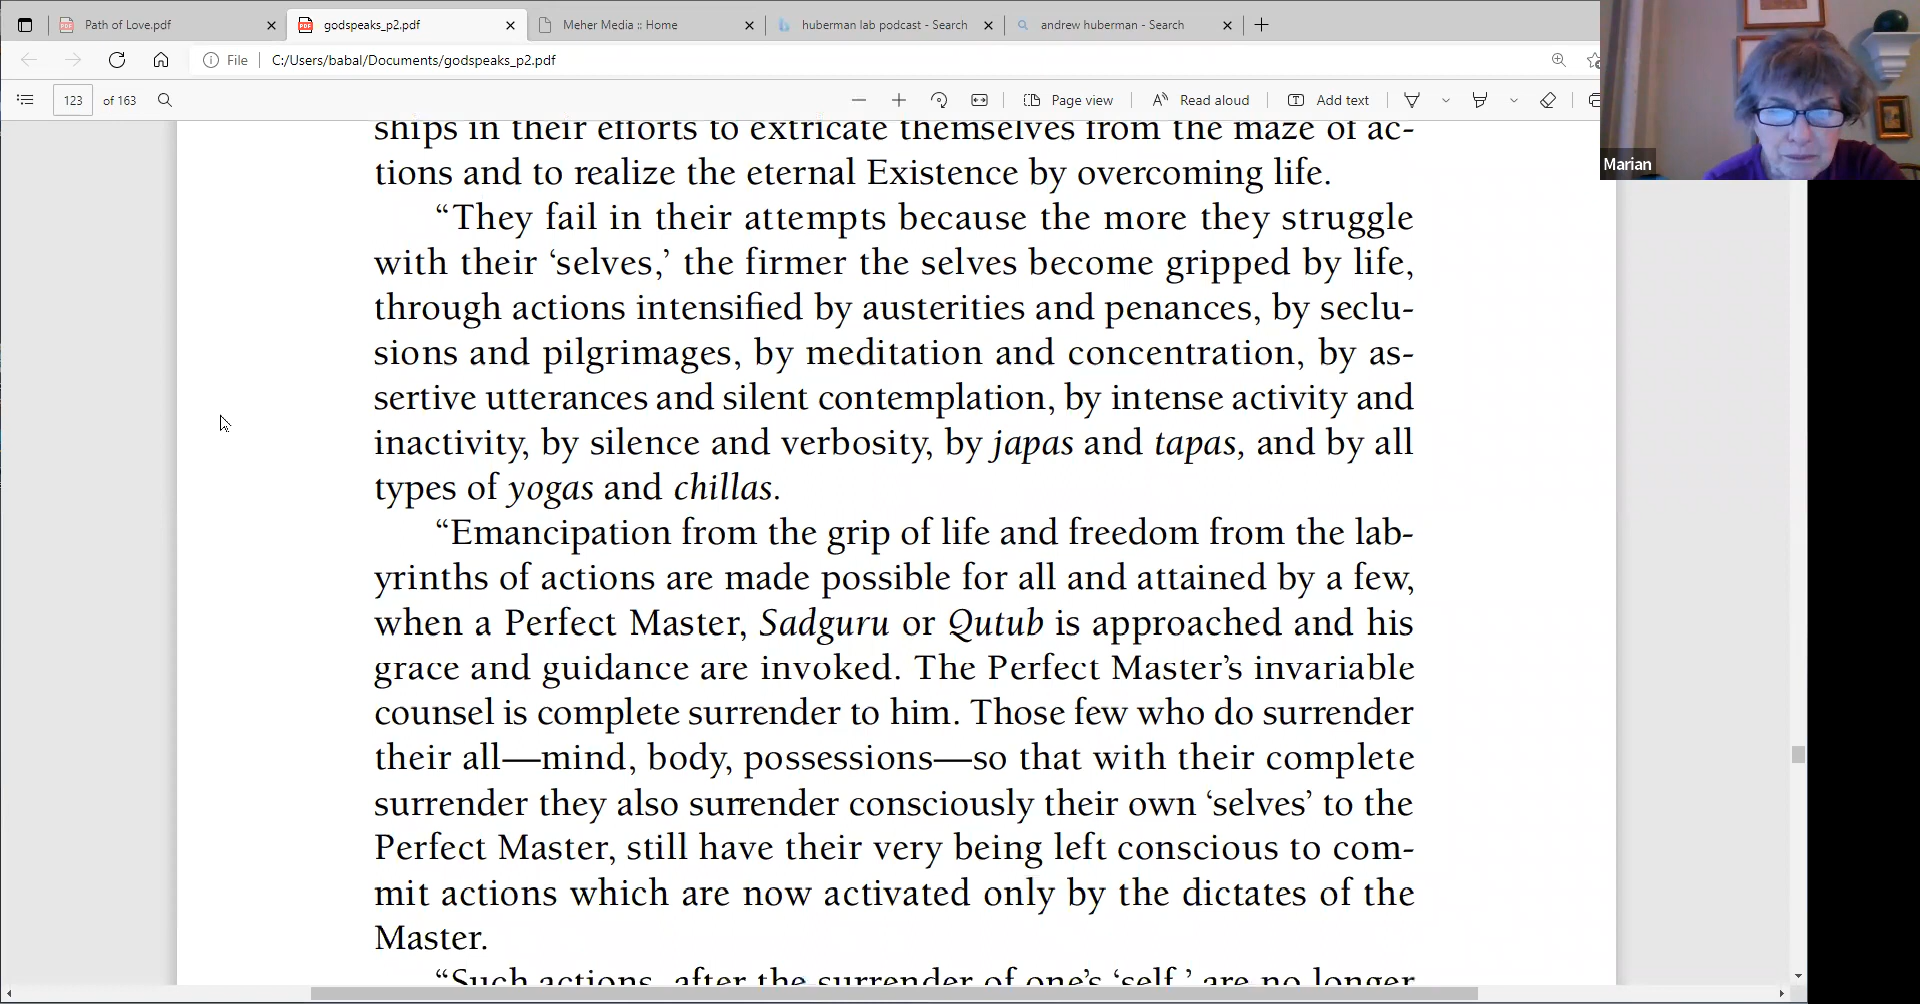 Path of Love.pdf
godspeaks_p2.pdf
Meher Media :: Home
huberman lab podcast - Search
andrew huberman - Search
File
C:/Users/babal/Documents/godspeaks_p2.pdf
123 of 163
Page view
Read aloud
Add text
Marian
ships in their efforts to extricate themselves from the maze of ac-
tions and to realize the eternal Existence by overcoming life.
“They fail in their attempts because the more they struggle
with their ‘selves,’ the firmer the selves become gripped by life,
through actions intensified by austerities and penances, by seclu-
sions and pilgrimages, by meditation and concentration, by as-
sertive utterances and silent contemplation, by intense activity and
inactivity, by silence and verbosity, by japas and tapas, and by all
types of yogas and chillas.
“Emancipation from the grip of life and freedom from the lab-
yrinths of actions are made possible for all and attained by a few,
when a Perfect Master, Sadguru or Qutub is approached and his
grace and guidance are invoked. The Perfect Master’s invariable
counsel is complete surrender to him. Those few who do surrender
their all—mind, body, possessions—so that with their complete
surrender they also surrender consciously their own ‘selves’ to the
Perfect Master, still have their very being left conscious to com-
mit actions which are now activated only by the dictates of the
Master.
“Such actions, after the surrender of one’s ‘self,’ are no longer